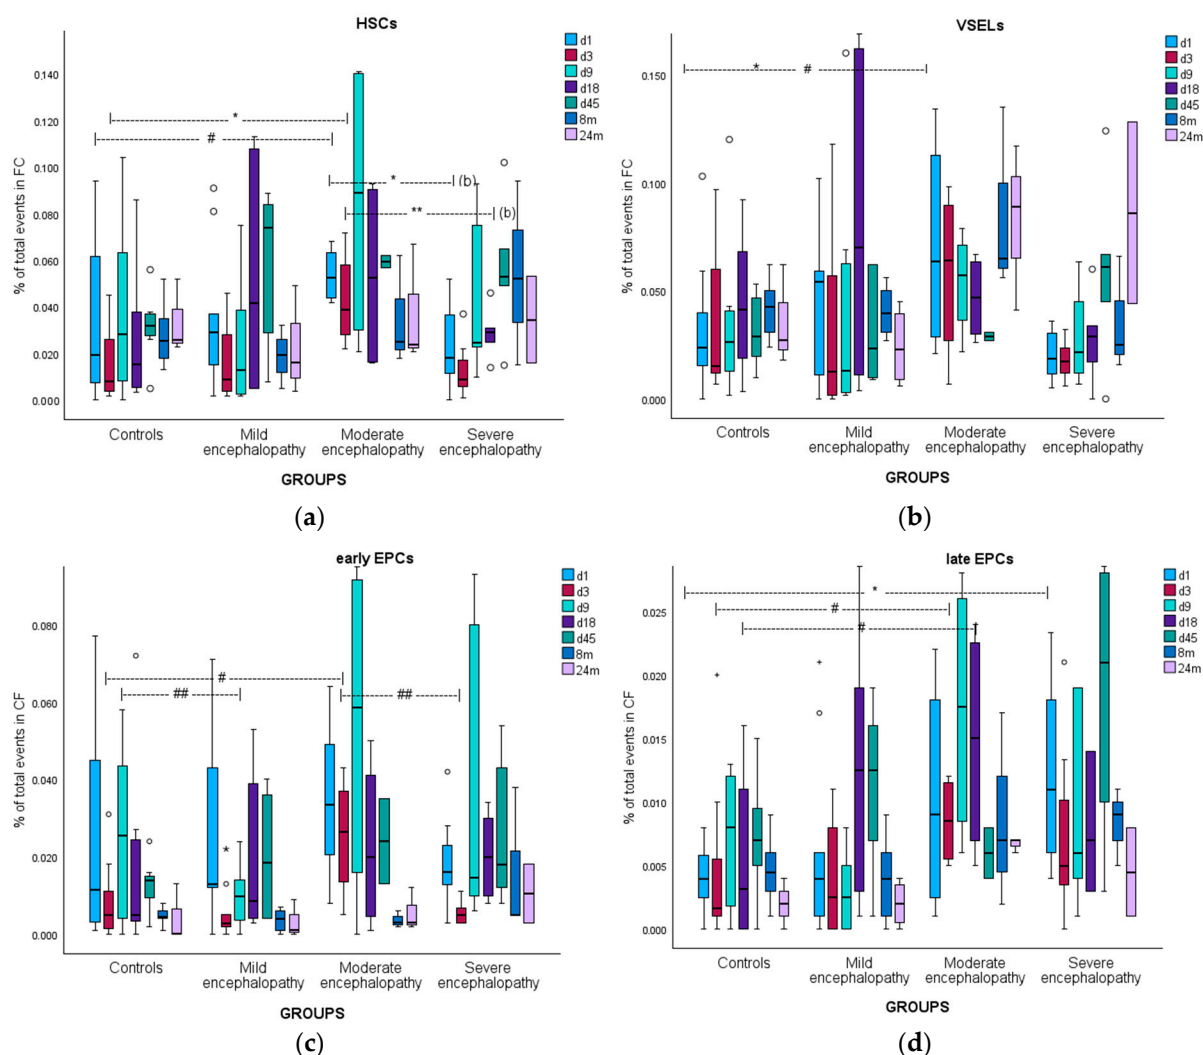 HSCs
d1
d3
d9
d18
d45
8m
24m
% of total events in FC
0.140
0.120
0.100
0.080
0.060
0.040
0.020
0.000
*
#
* (b)
** (b)
Controls
Mild encephalopathy
Moderate encephalopathy
Severe encephalopathy
GROUPS
(a)
VSELs
d1
d3
d9
d18
d45
8m
24m
% of total events in FC
0.150
0.100
0.050
0.000
* #
Controls
Mild encephalopathy
Moderate encephalopathy
Severe encephalopathy
GROUPS
(b)
early EPCs
d1
d3
d9
d18
d45
8m
24m
% of total events in CF
0.080
0.060
0.040
0.020
0.000
#
## ##
*
Controls
Mild encephalopathy
Moderate encephalopathy
Severe encephalopathy
GROUPS
(c)
late EPCs
d1
d3
d9
d18
d45
8m
24m
% of total events in CF
0.025
0.020
0.015
0.010
0.005
0.000
*
#
#
Controls
Mild encephalopathy
Moderate encephalopathy
Severe encephalopathy
GROUPS
(d)